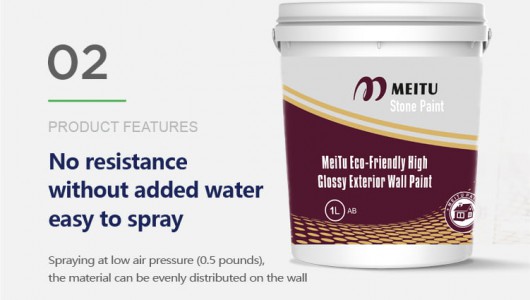 02
PRODUCT FEATURES
No resistance
without added water
easy to spray
Spraying at low air pressure (0.5 pounds),
the material can be evenly distributed on the wall
MEITU
Stone Paint
MeiTu Eco-Friendly High
Glossy Exterior Wall Paint
1L AB